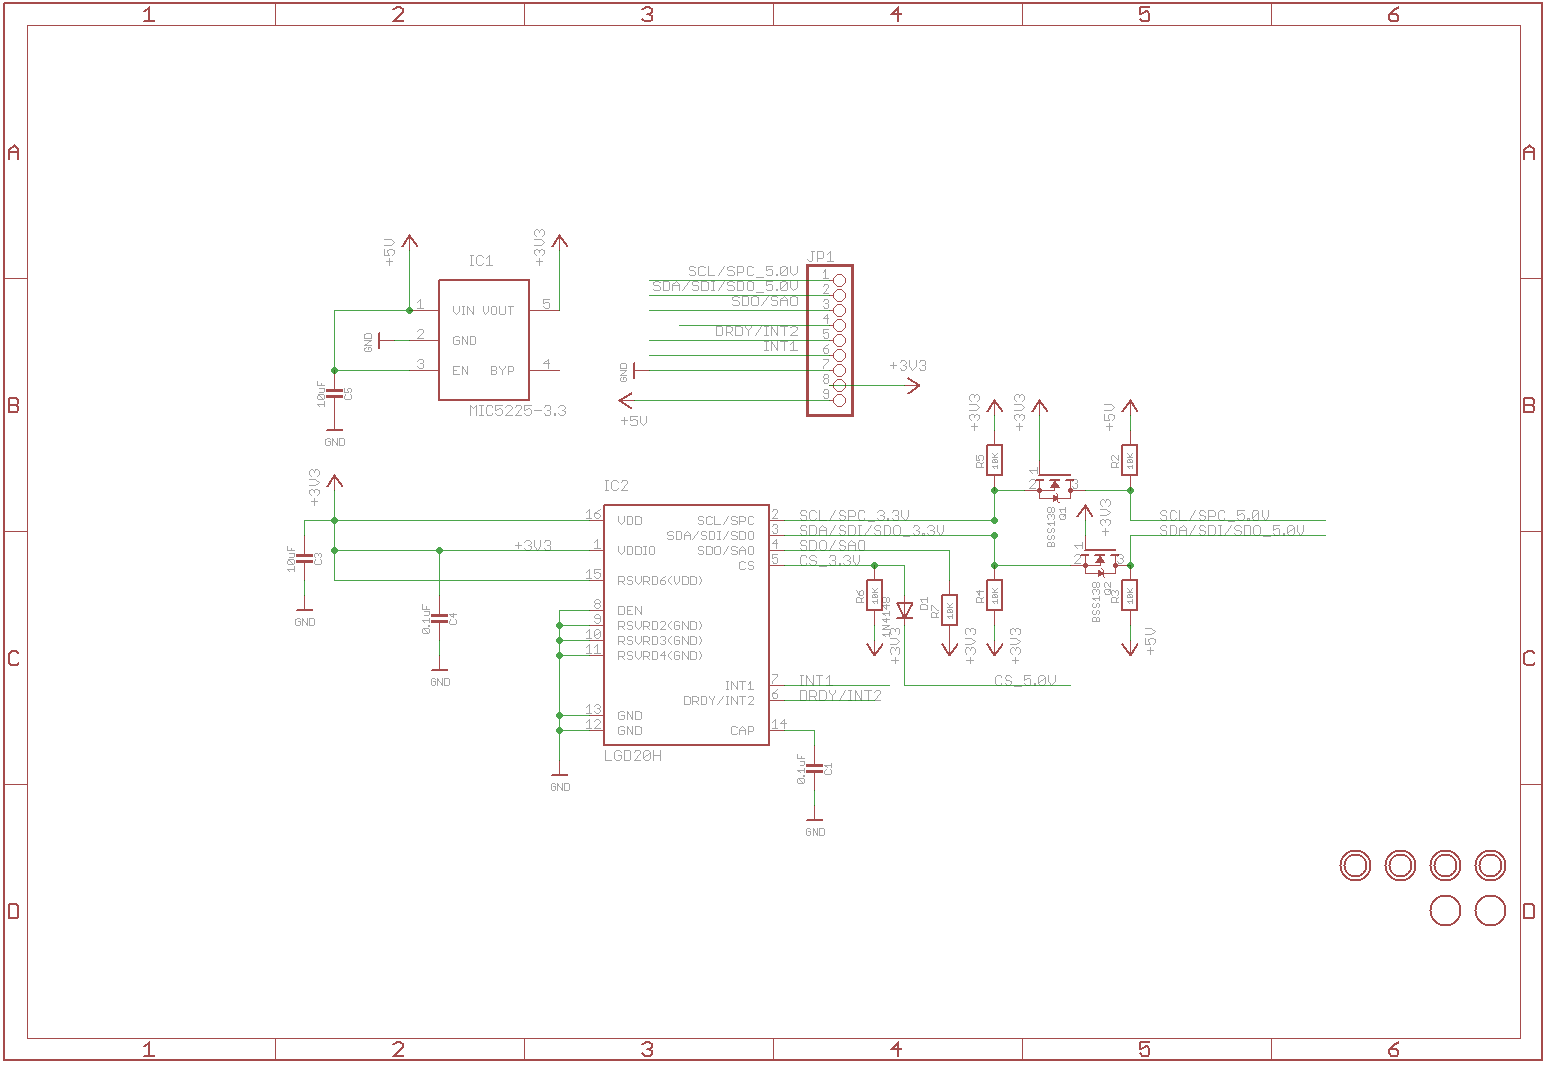 1 2 3 4 5 6
A A
B B
C C
D D
+5V
+3V3
IC1
1 VIN VOUT 5
2 GND
3 EN BYP 4
GND
MIC5225-3.3
10uF C5
GND
JP1
SCL/SPC_5.0V 1
SDA/SDI/SDO_5.0V 2
SDO/SAO 3
4
DRDY/INT2 5
INT1 6
GND 7
8 +3V3
+5V 9
+3V3
10uF C3
GND
+3V3
0.1uF C4
GND
IC2
16 VDD
1 VDDIO
15 RSVRD6(VDD)
8 DEN
9 RSVRD2(GND)
10 RSVRD3(GND)
11 RSVRD4(GND)
13 GND
12 GND
GND
SCL/SPC 2 SCL/SPC_3.3V
SDA/SDI/SDO 3 SDA/SDI/SDO_3.3V
SDO/SAO 4 SDO/SAO
CS 5 CS_3.3V
INT1 7 INT1
DRDY/INT2 6 DRDY/INT2
CAP 14
LGD20H
0.1uF C1
GND
R6 10K
+3V3
1N4148 D1
R7 10K
+3V3
CS_5.0V
+3V3
R5 10K
+3V3
1 2 3
BSS138 Q1
+5V
R2 10K
SCL/SPC_5.0V
SDA/SDI/SDO_5.0V
+3V3
1 2 3
BSS138 Q2
R4 10K
+3V3
R3 10K
+5V
1 2 3 4 5 6